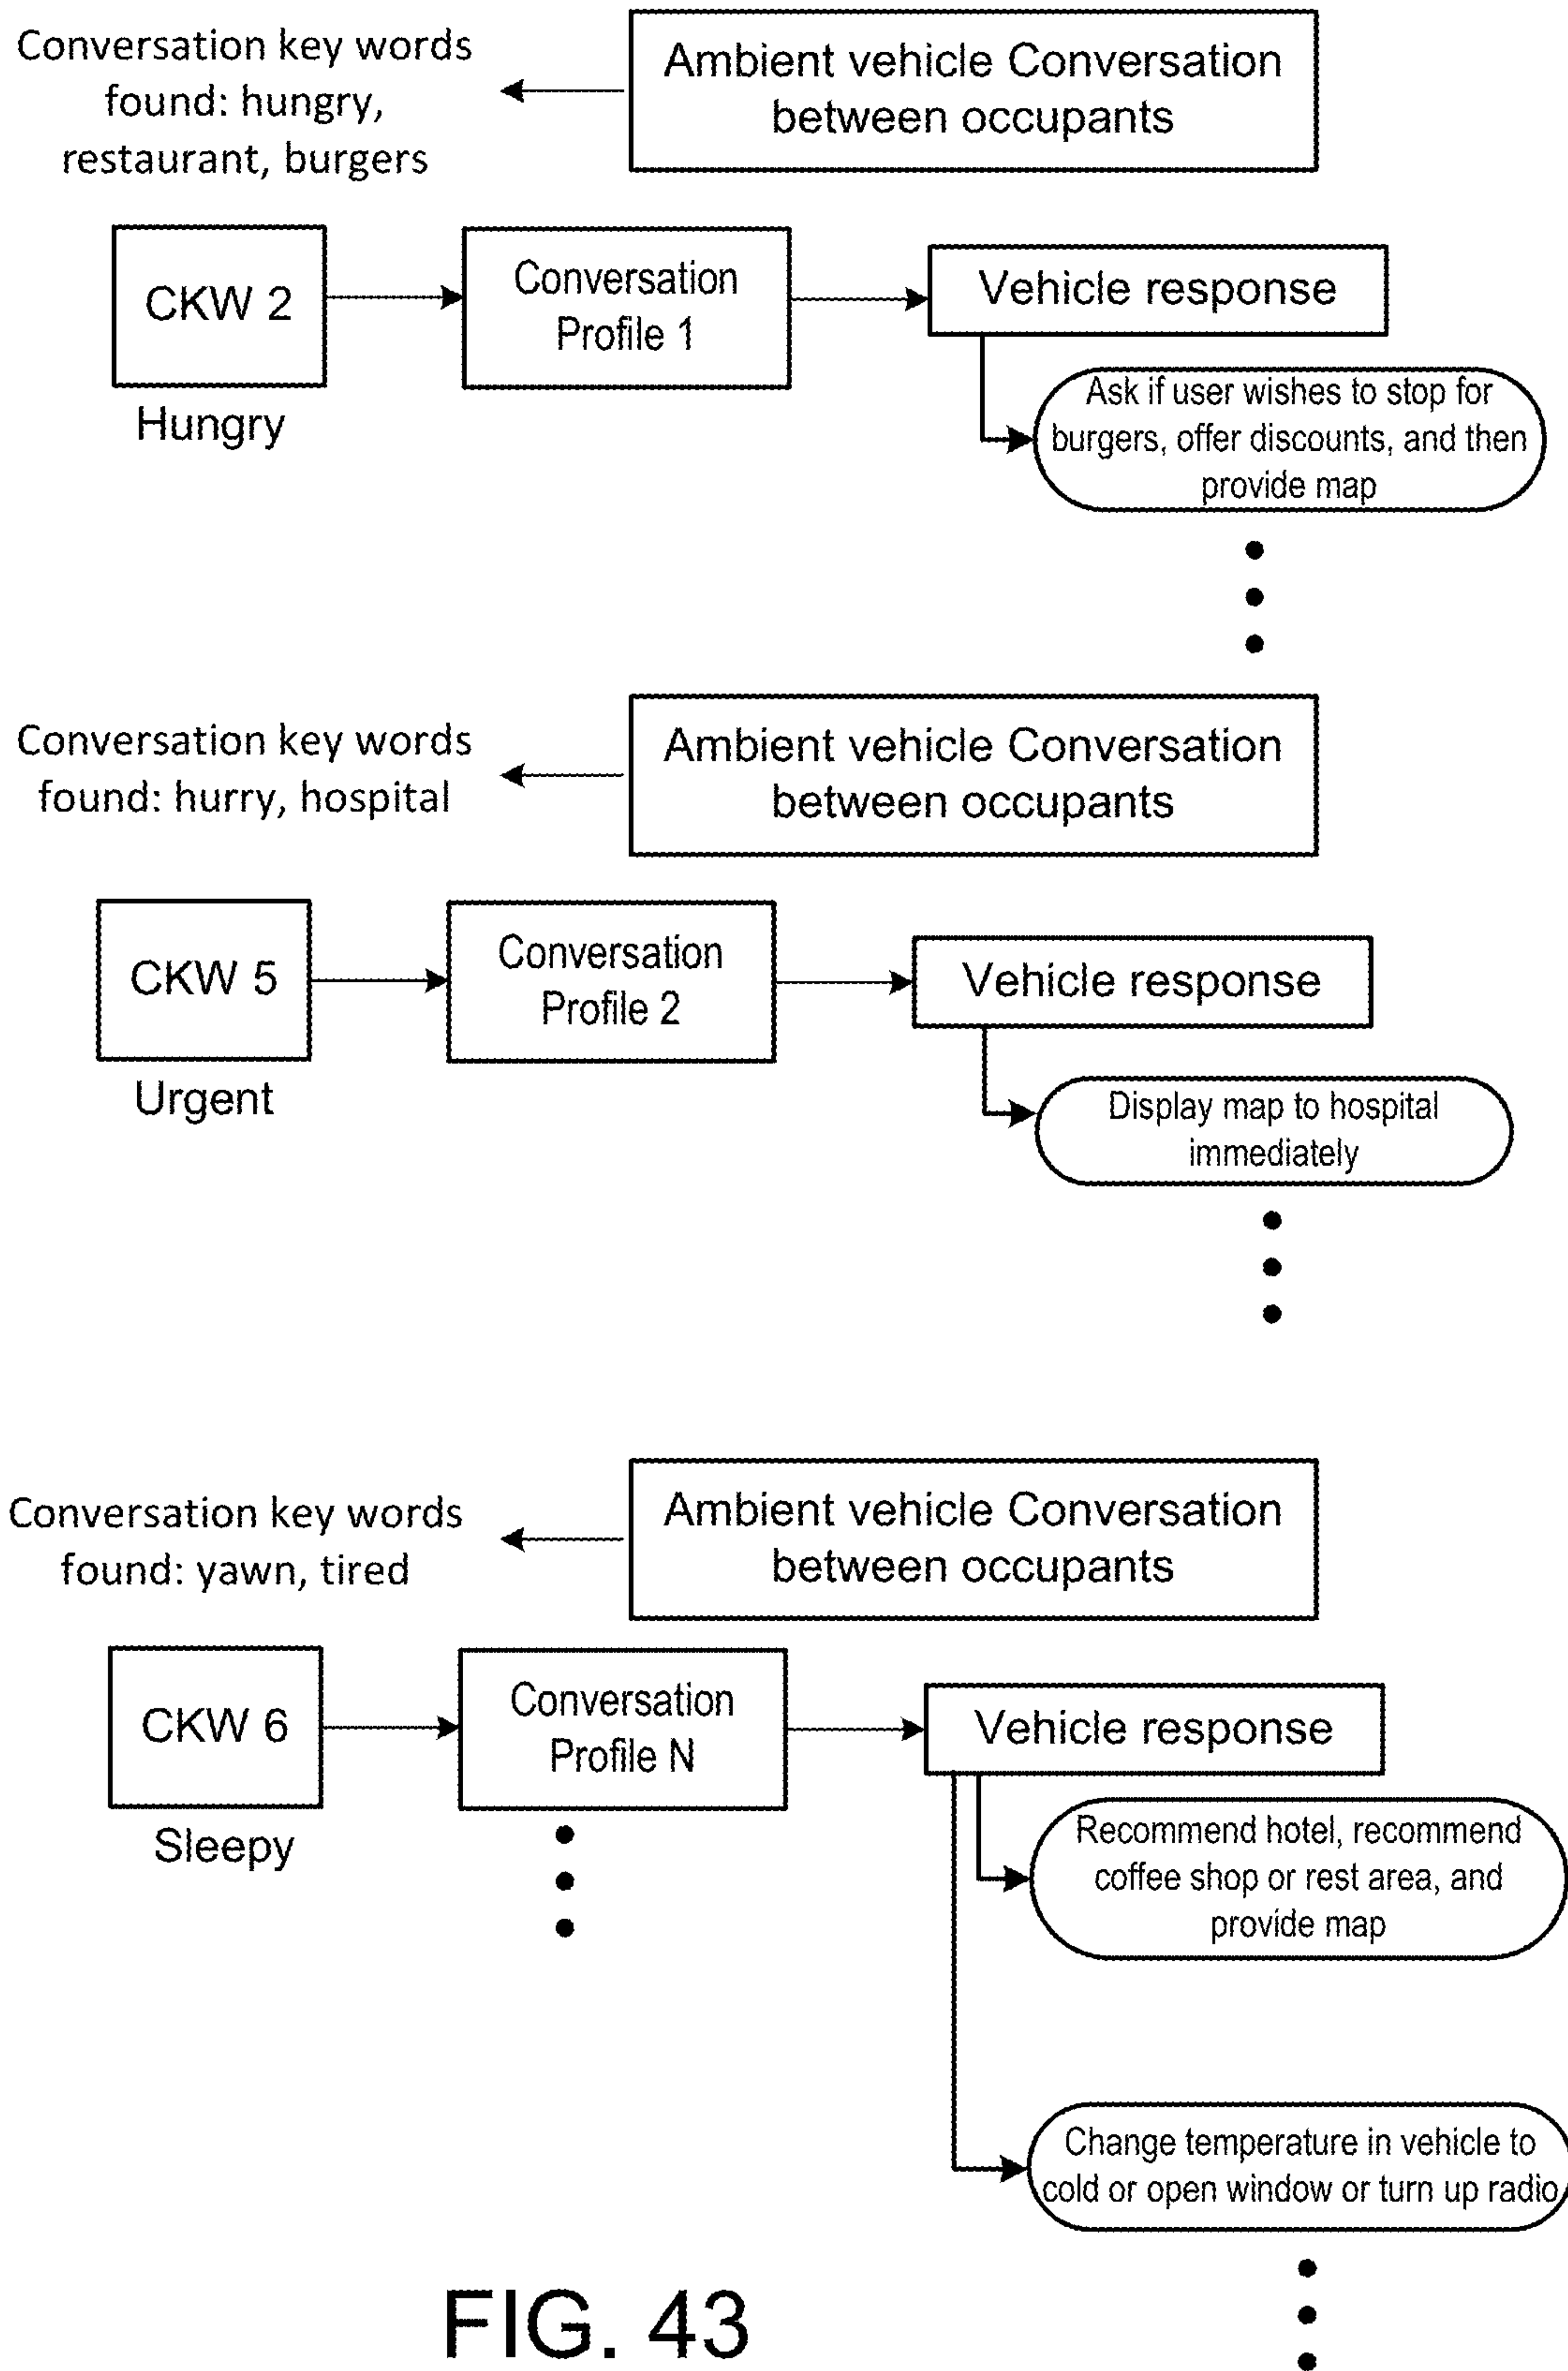 Conversation key words
found: hungry,
restaurant, burgers
Ambient vehicle Conversation
between occupants
CKW 2
Hungry
Conversation
Profile 1
Vehicle response
Ask if user wishes to stop for
burgers, offer discounts, and then
provide map
Conversation key words
found: hurry, hospital
Ambient vehicle Conversation
between occupants
CKW 5
Urgent
Conversation
Profile 2
Vehicle response
Display map to hospital
immediately
Conversation key words
found: yawn, tired
Ambient vehicle Conversation
between occupants
CKW 6
Sleepy
Conversation
Profile N
Vehicle response
Recommend hotel, recommend
coffee shop or rest area, and
provide map
Change temperature in vehicle to
cold or open window or turn up radio
FIG. 43